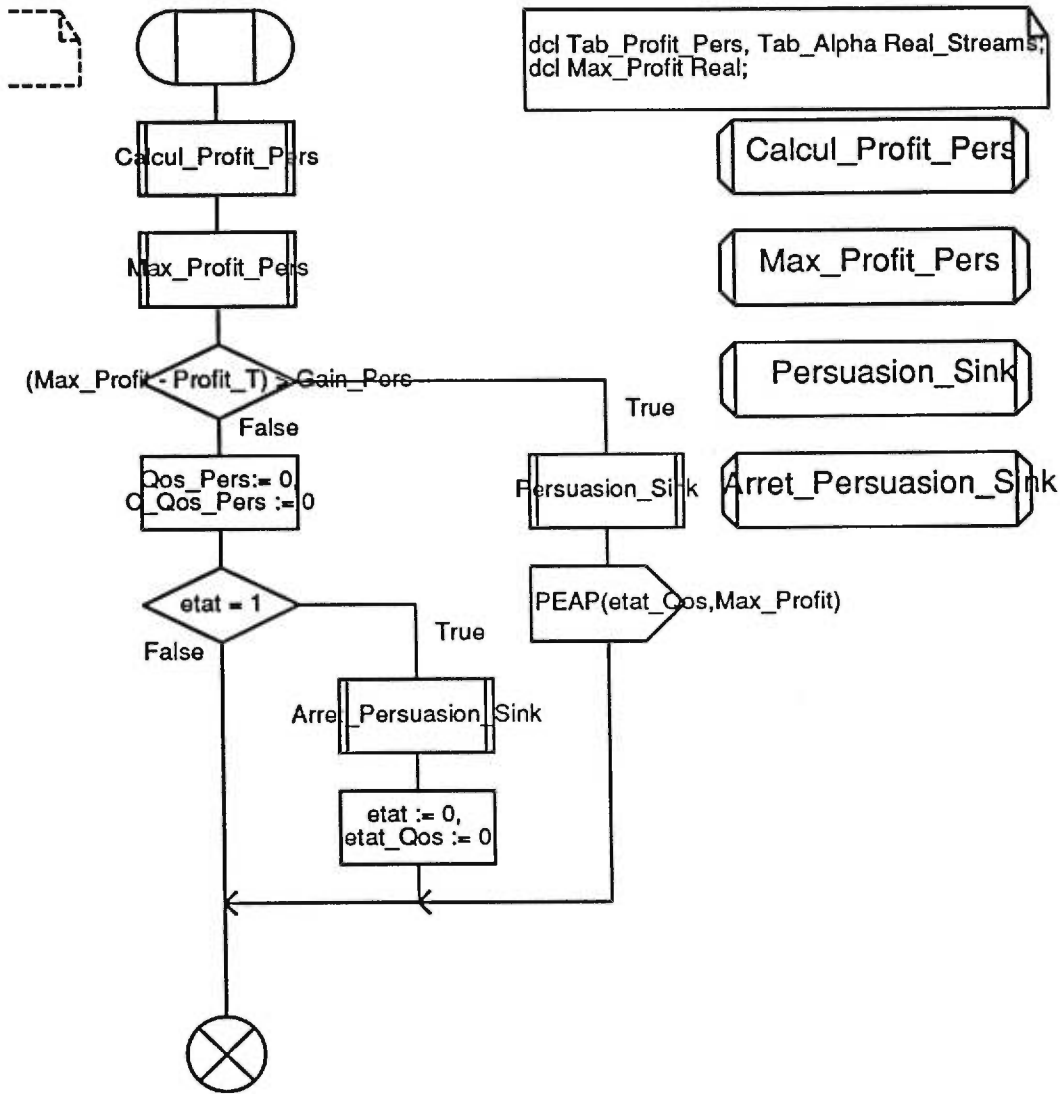 dcl Tab_Profit_Pers, Tab_Alpha Real_Streams;
dcl Max_Profit Real;
Calcul_Profit_Pers
Calcul_Profit_Pers
Max_Profit_Pers
Max_Profit_Pers
(Max_Profit - Profit_T) > Gain_Pers
True
False
Persuasion_Sink
Qos_Pers:= 0,
C_Qos_Pers := 0
Persuasion_Sink
Arret_Persuasion_Sink
etat = 1
PEAP(etat_Qos,Max_Profit)
True
False
Arret_Persuasion_Sink
etat := 0,
etat_Qos := 0